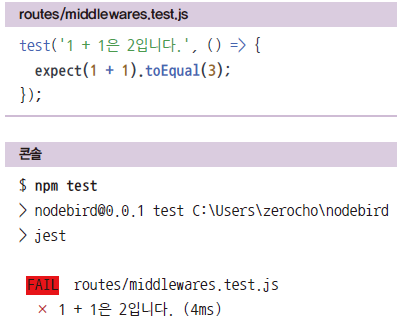 routes/middlewares.test.js
test('1 + 1은 2입니다.', () => {
  expect(1 + 1).toEqual(3);
});
콘솔
$ npm test
> nodebird@0.0.1 test C:\Users\zerocho\nodebird
> jest
FAIL routes/middlewares.test.js
× 1 + 1은 2입니다. (4ms)